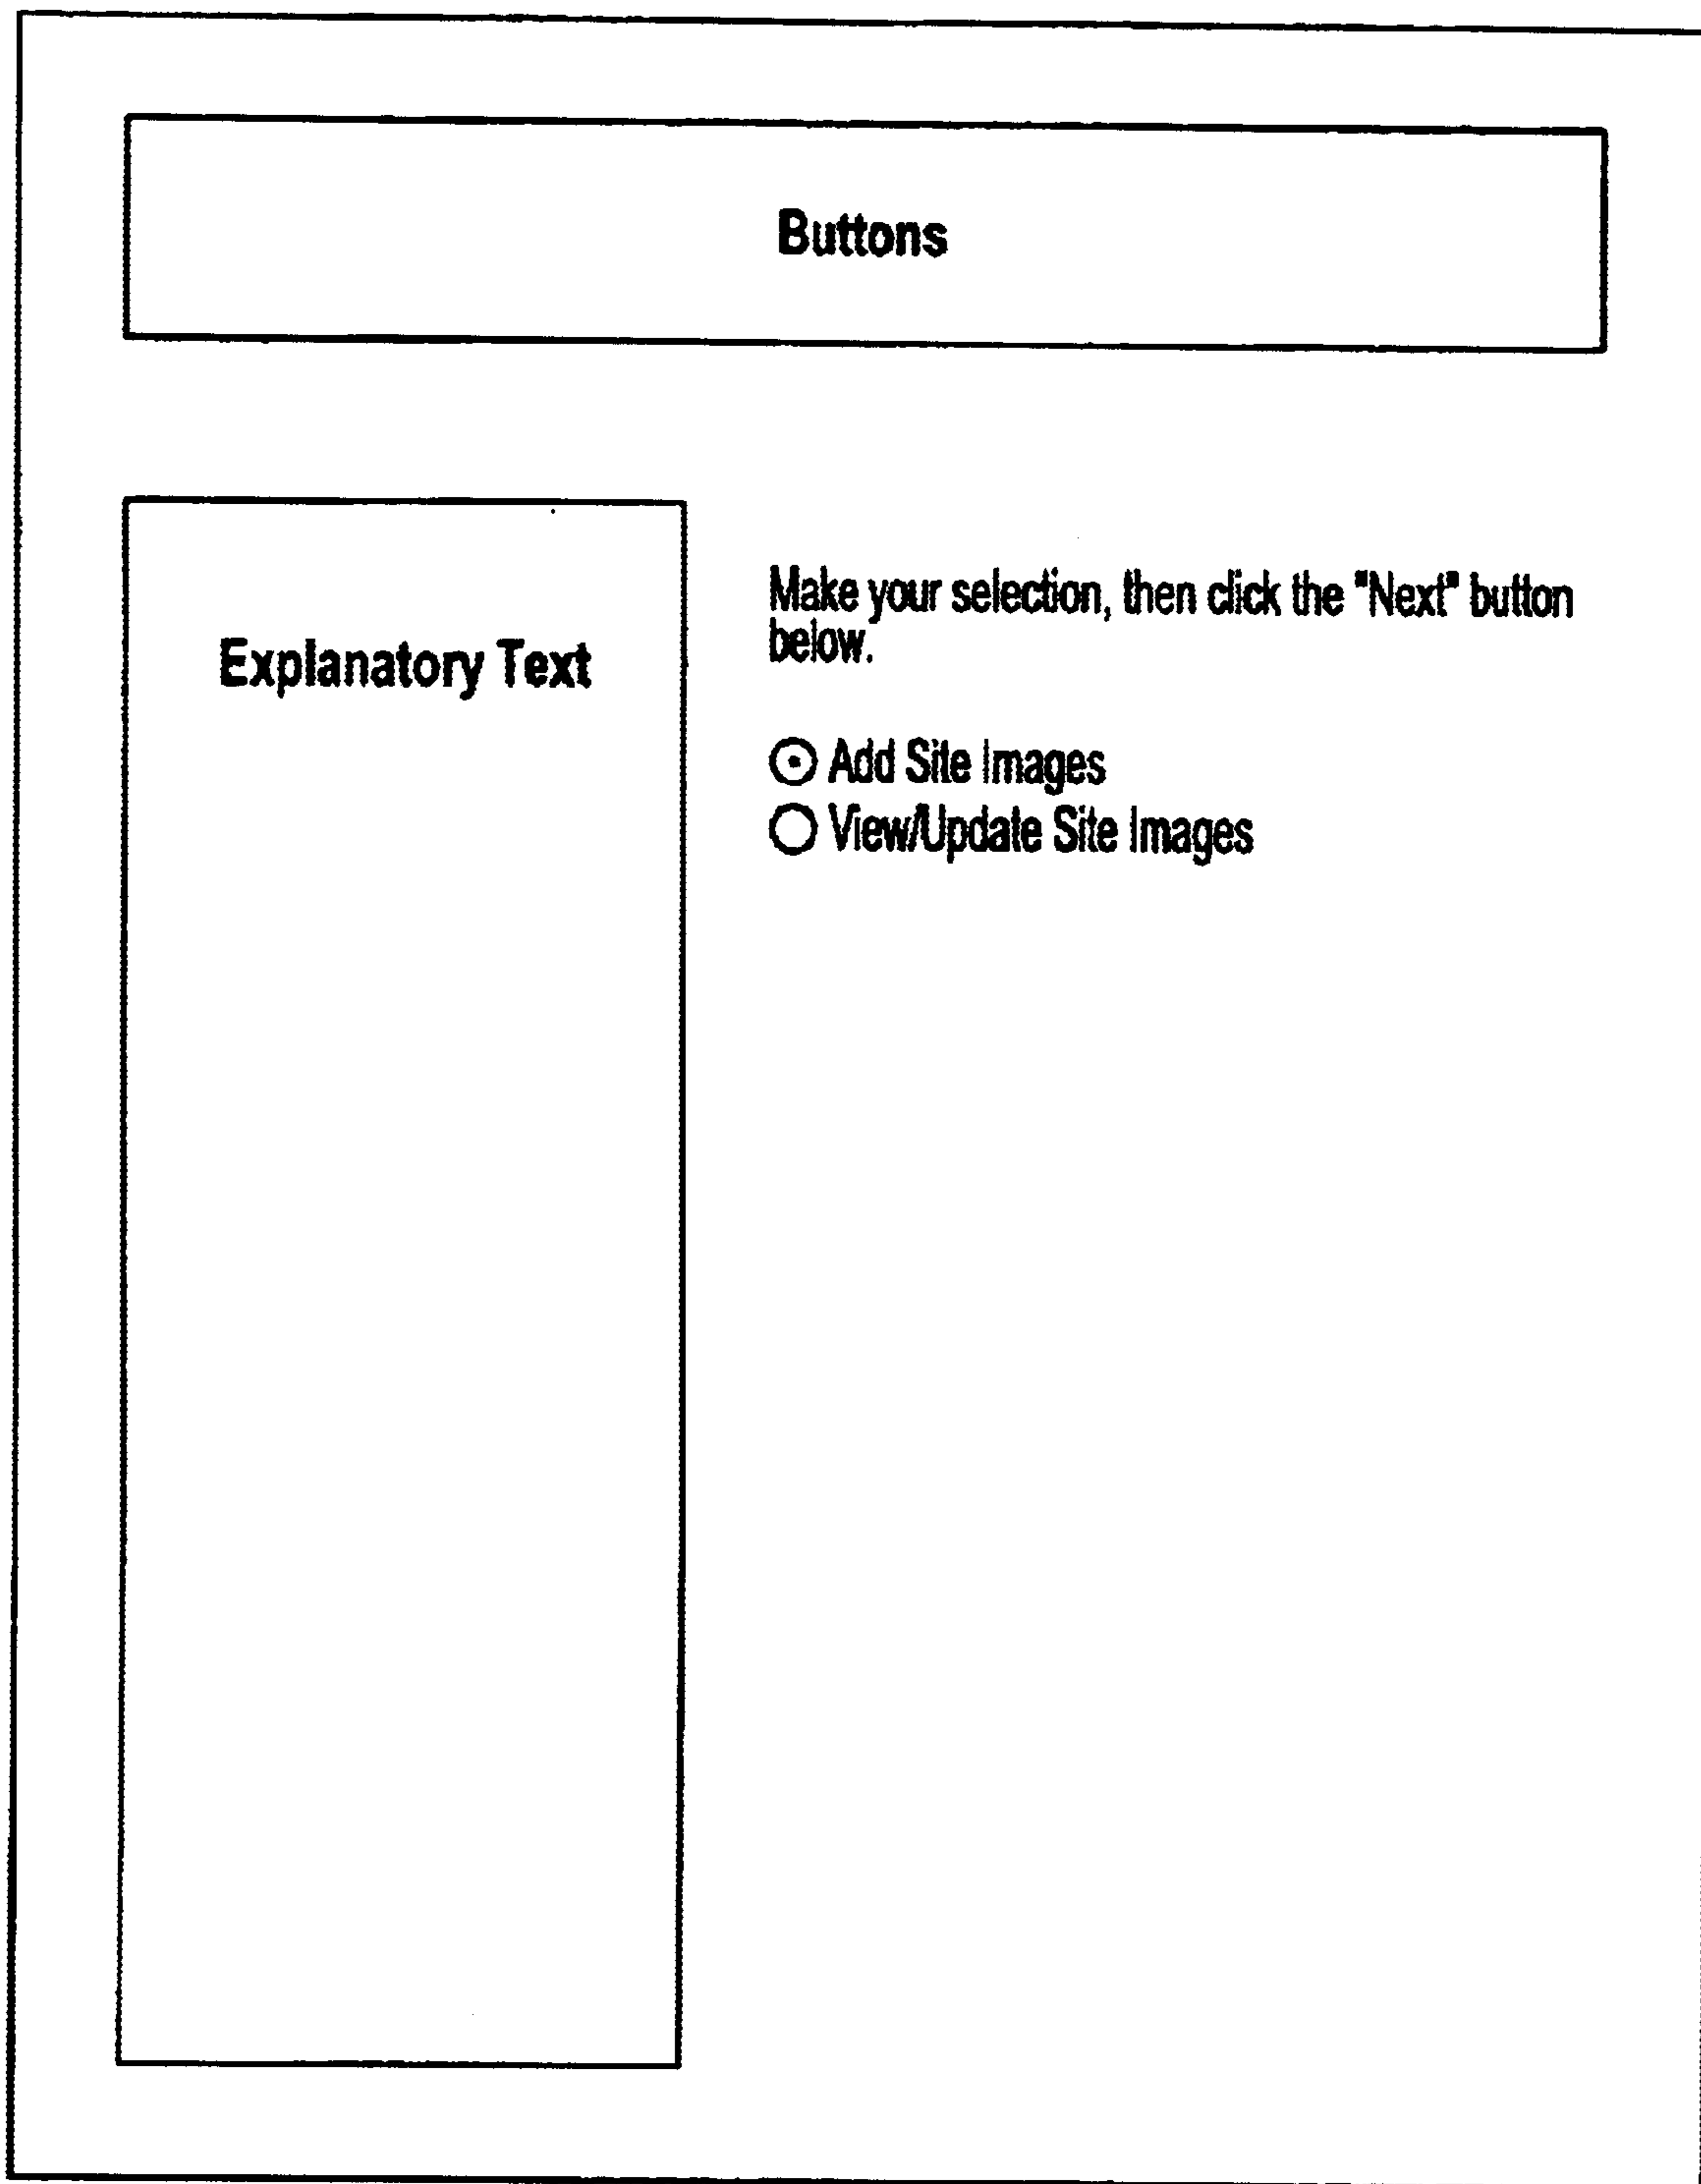 Buttons
Explanatory Text
Make your selection, then click the "Next" button
below.
Add Site Images
View/Update Site Images